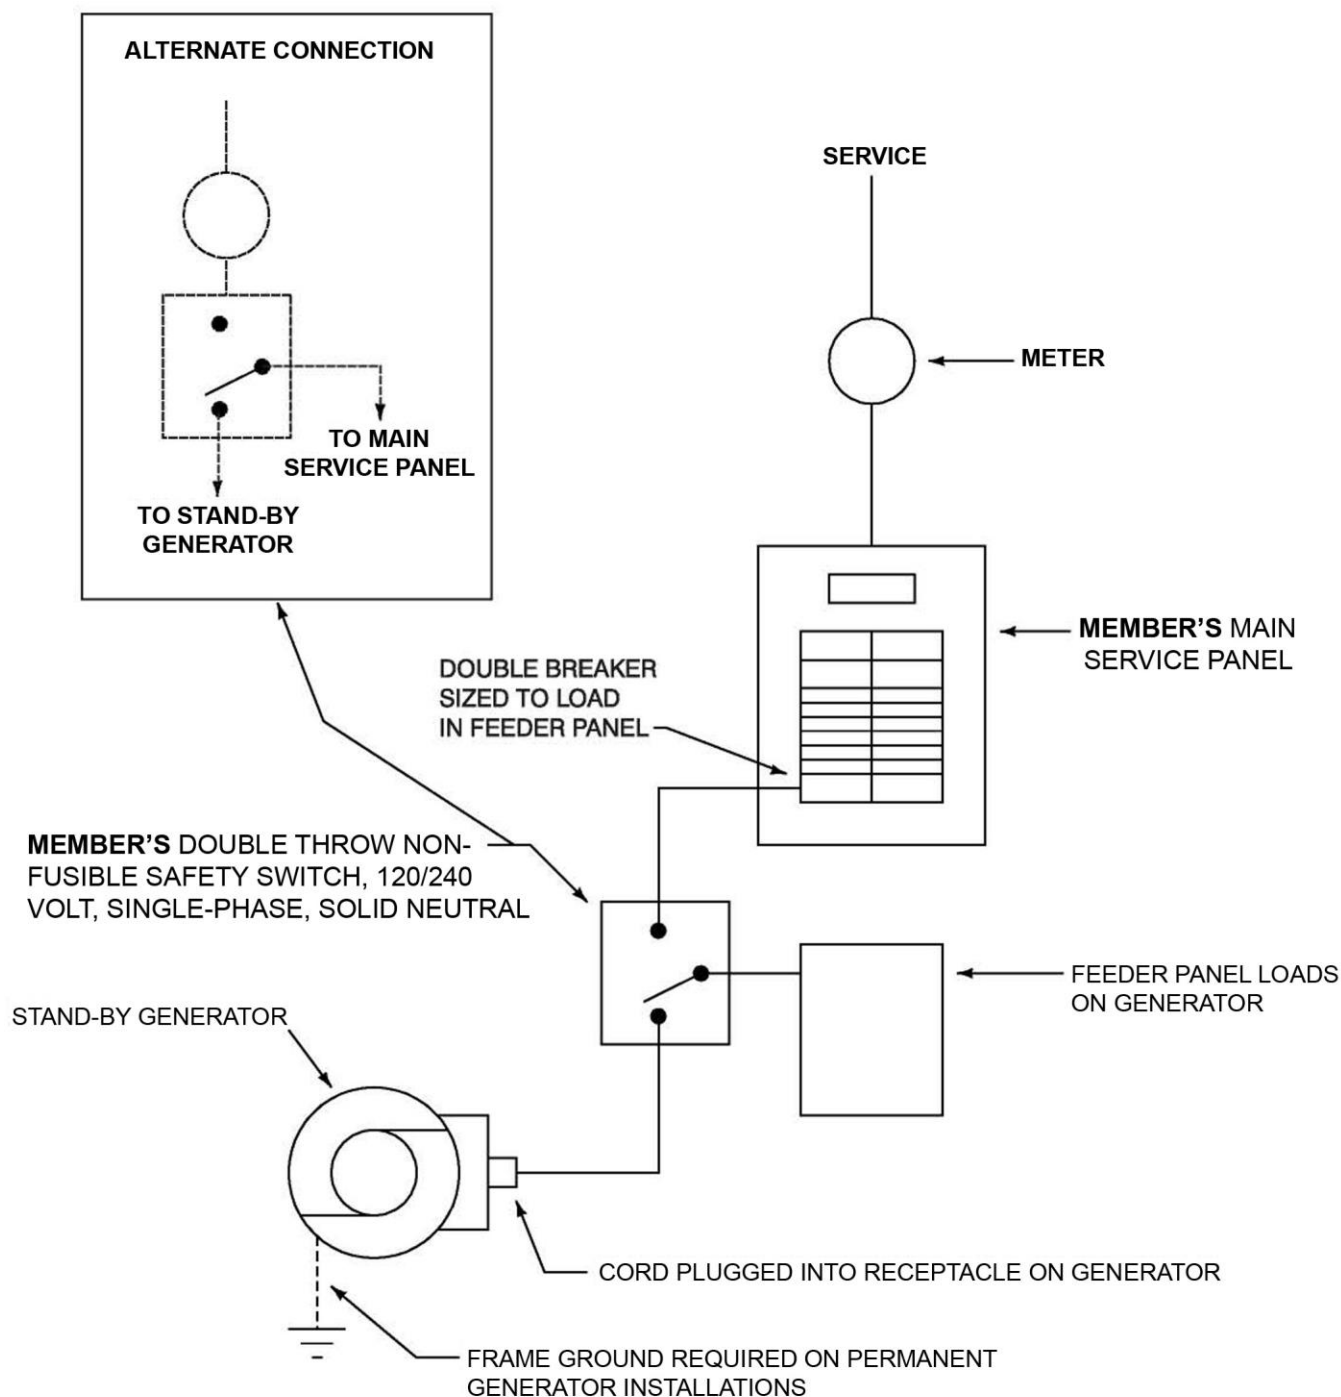 ALTERNATE CONNECTION
TO MAIN
SERVICE PANEL
TO STAND-BY
GENERATOR
SERVICE
METER
MEMBER'S MAIN
SERVICE PANEL
DOUBLE BREAKER
SIZED TO LOAD
IN FEEDER PANEL
MEMBER'S DOUBLE THROW NON-
FUSIBLE SAFETY SWITCH, 120/240
VOLT, SINGLE-PHASE, SOLID NEUTRAL
FEEDER PANEL LOADS
ON GENERATOR
STAND-BY GENERATOR
CORD PLUGGED INTO RECEPTACLE ON GENERATOR
FRAME GROUND REQUIRED ON PERMANENT
GENERATOR INSTALLATIONS